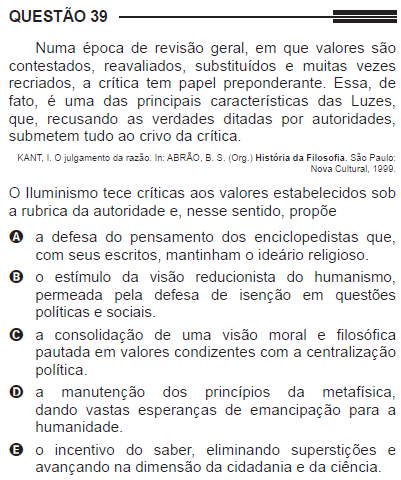 QUESTÃO 39
Numa época de revisão geral, em que valores são
contestados, reavaliados, substituídos e muitas vezes
recriados, a crítica tem papel preponderante. Essa, de
fato, é uma das principais características das Luzes,
que, recusando as verdades ditadas por autoridades,
submetem tudo ao crivo da crítica.
KANT, I. O julgamento da razão. In: ABRÃO, B. S. (Org.) História da Filosofia. São Paulo:
Nova Cultural, 1999.
O Iluminismo tece críticas aos valores estabelecidos sob
a rubrica da autoridade e, nesse sentido, propõe
A a defesa do pensamento dos enciclopedistas que,
com seus escritos, mantinham o ideário religioso.
B o estímulo da visão reducionista do humanismo,
permeada pela defesa de isenção em questões
políticas e sociais.
C a consolidação de uma visão moral e filosófica
pautada em valores condizentes com a centralização
política.
D a manutenção dos princípios da metafísica,
dando vastas esperanças de emancipação para a
humanidade.
E o incentivo do saber, eliminando superstições e
avançando na dimensão da cidadania e da ciência.